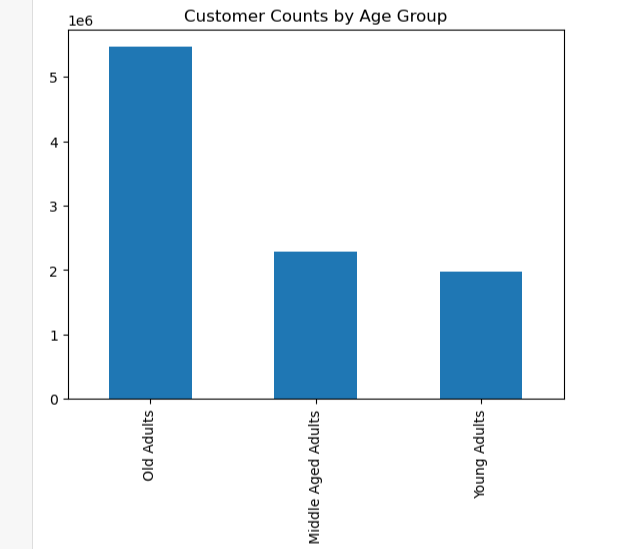 Customer Counts by Age Group
1e6
5
4
3
2
1
0
Old Adults
Middle Aged Adults
Young Adults